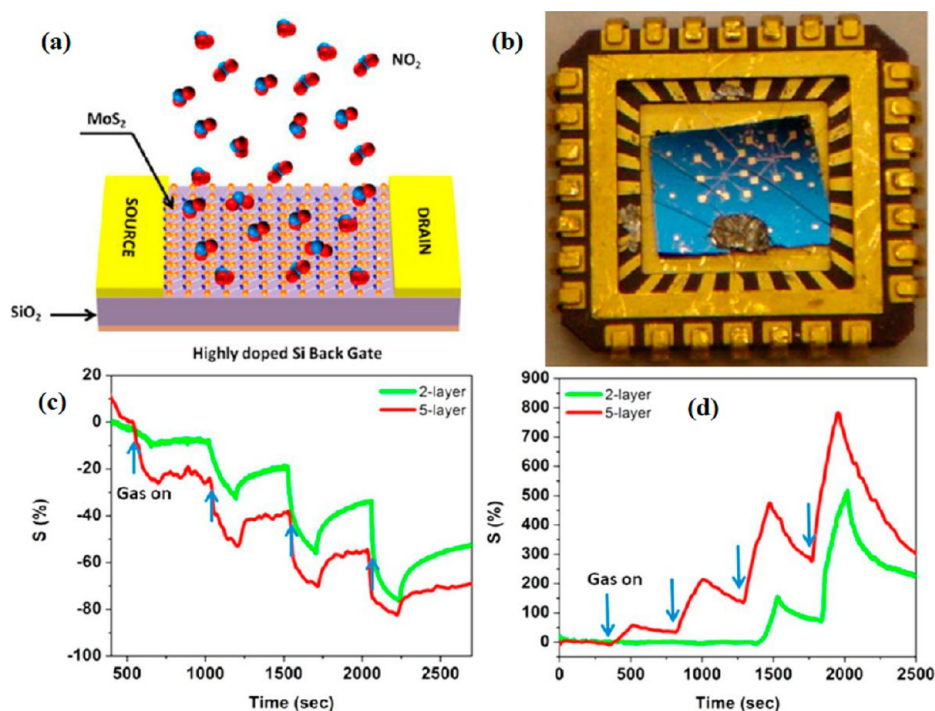 (a)
NO₂
MoS₂
SOURCE
DRAIN
SiO₂
Highly doped Si Back Gate
(b)
(c)
2-layer
5-layer
Gas on
S (%)
20
0
-20
-40
-60
-80
-100
500 1000 1500 2000 2500
Time (sec)
(d)
2-layer
5-layer
Gas on
S (%)
900
800
700
600
500
400
300
200
100
0
0 500 1000 1500 2000 2500
Time (sec)